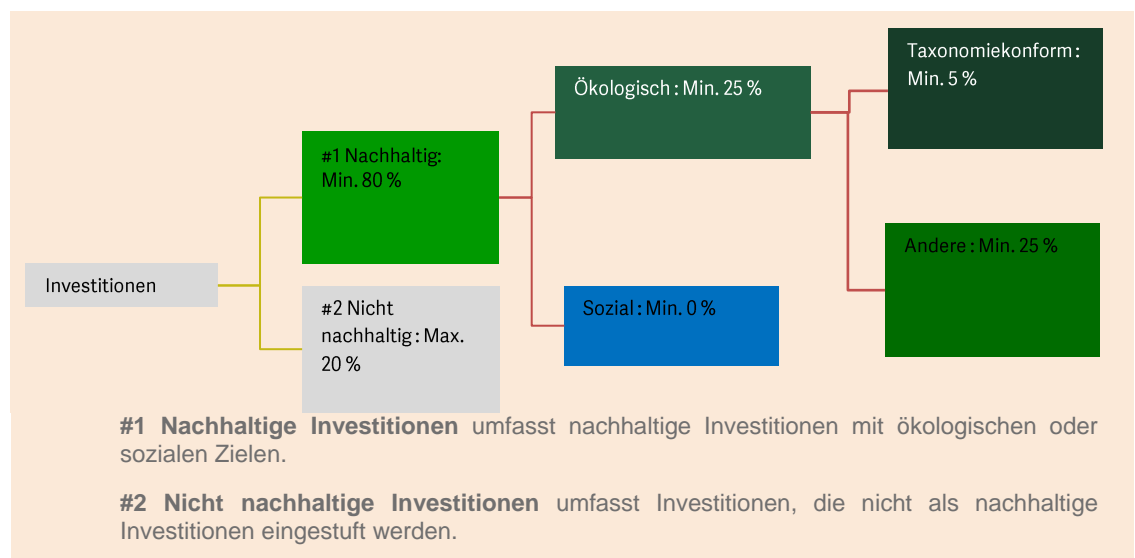 Investitionen
#1 Nachhaltig:
Min. 80 %
#2 Nicht
nachhaltig : Max.
20 %
Ökologisch : Min. 25 %
Sozial : Min. 0 %
Taxonomiekonform :
Min. 5 %
Andere : Min. 25 %
#1 Nachhaltige Investitionen umfasst nachhaltige Investitionen mit ökologischen oder
sozialen Zielen.
#2 Nicht nachhaltige Investitionen umfasst Investitionen, die nicht als nachhaltige
Investitionen eingestuft werden.